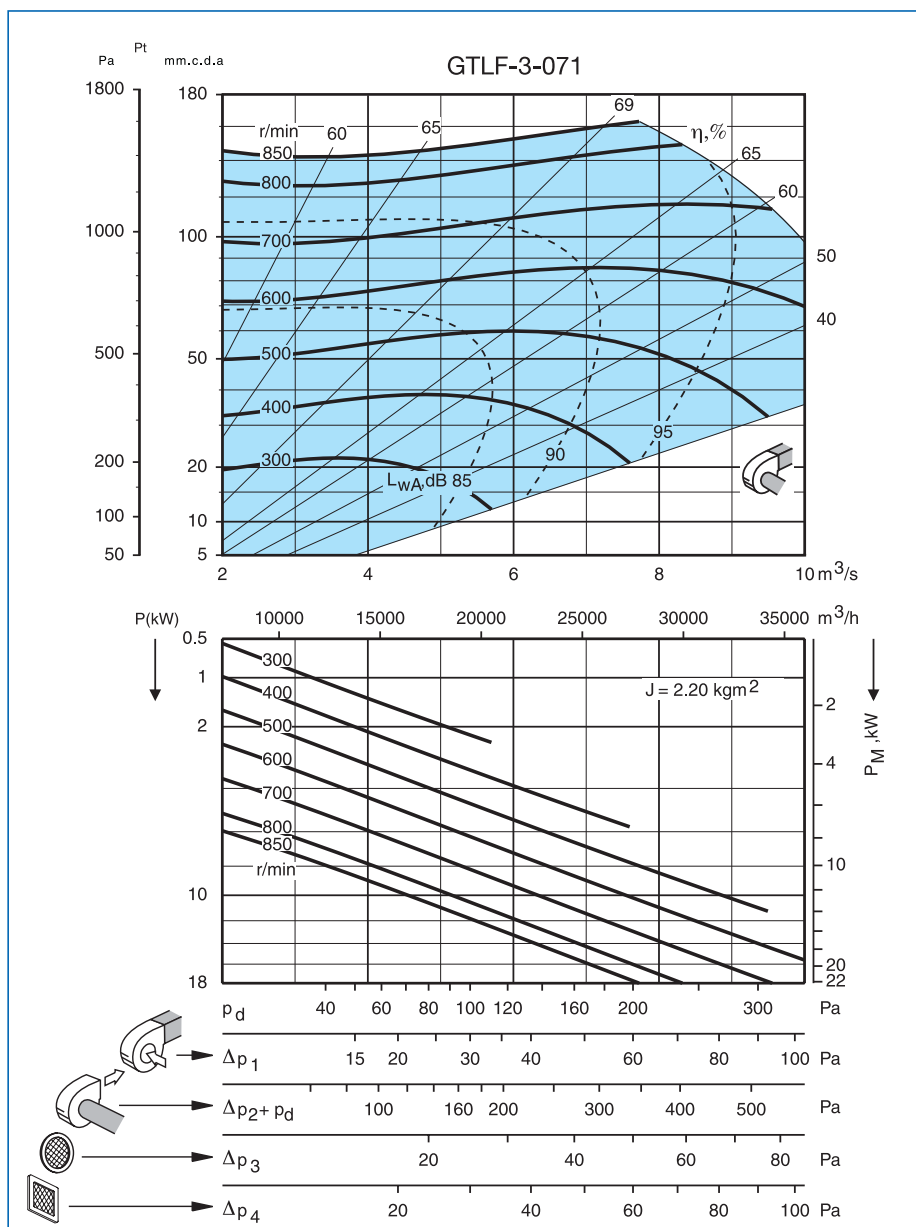 GTLF-3-071
Pa Pt mm.c.d.a
1800 180
r/min 60 65 69 η,%
850
800 65
60
700
1000 100
50
600
40
500 50
500
400
200 20
300
LwA,dB 85 90 95
100 10
50 5
2 4 6 8 10 m³/s
P(kW) 10000 15000 20000 25000 30000 35000 m³/h
0.5
300
1
400 J = 2.20 kgm² 2
2 500
PM ,kW
600 4
700
800
850
r/min 10
10
20
18 22
pd 40 60 80 100 120 160 200 300 Pa
Δp1 15 20 30 40 60 80 100 Pa
Δp2+ pd 100 160 200 300 400 500 Pa
Δp3 20 40 60 80 Pa
Δp4 20 40 60 80 100 Pa